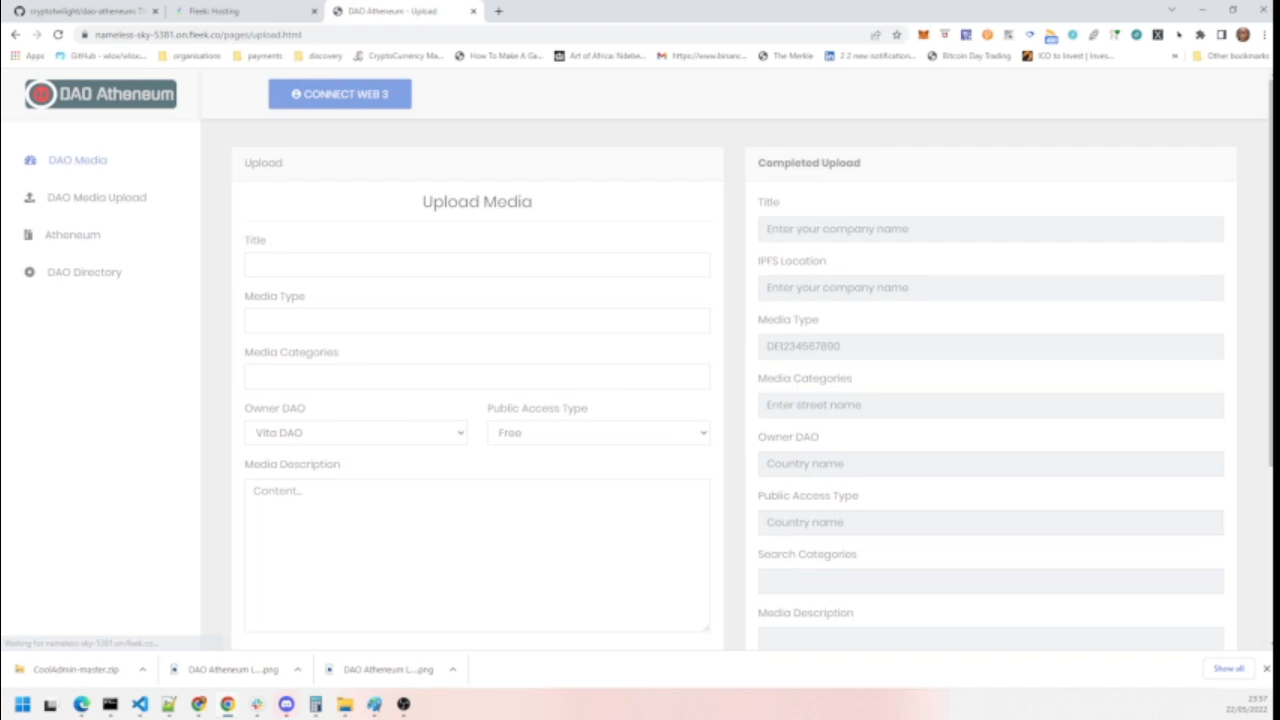 cryptotwilight/dao-atheneum: Th
Fleek: Hosting
DAO Atheneum - Upload
nameless-sky-5381.on.fleek.co/pages/upload.html
Apps
GitHub - wlox/wlox...
organisations
payments
discovery
CryptoCurrency Ma...
How To Make A Ga...
Art of Africa: Ndebe...
https://www.binanc...
The Merkle
2 2 new notification...
Bitcoin Day Trading
ICO to Invest | Inves...
»
Other bookmarks
DAO Atheneum
CONNECT WEB 3
DAO Media
DAO Media Upload
Atheneum
DAO Directory
Upload
Upload Media
Title
Media Type
Media Categories
Owner DAO
Public Access Type
Vita DAO
Free
Media Description
Content...
Completed Upload
Title
Enter your company name
IPFS Location
Enter your company name
Media Type
DE1234567890
Media Categories
Enter street name
Owner DAO
Country name
Public Access Type
Country name
Search Categories
Media Description
Waiting for nameless-sky-5381.on.fleek.co...
CoolAdmin-master.zip
DAO Atheneum L....png
DAO Atheneum L....png
Show all
23:57
22/05/2022